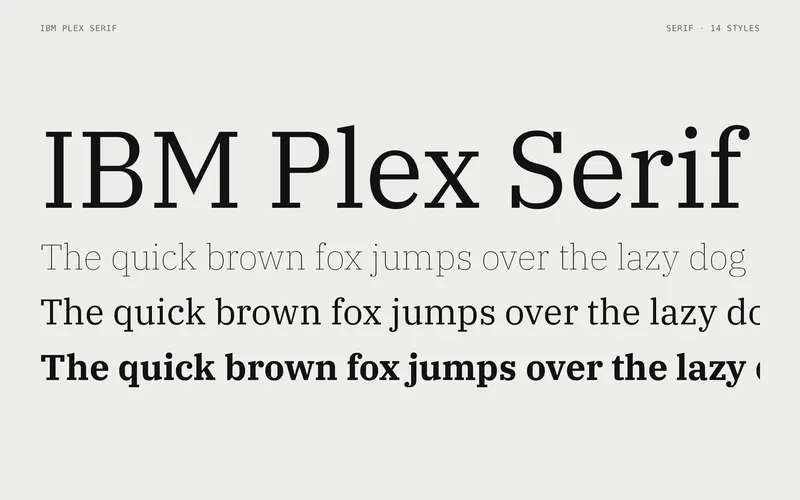 IBM PLEX SERIF
SERIF · 14 STYLES
IBM Plex Serif
The quick brown fox jumps over the lazy dog
The quick brown fox jumps over the lazy do
The quick brown fox jumps over the lazy